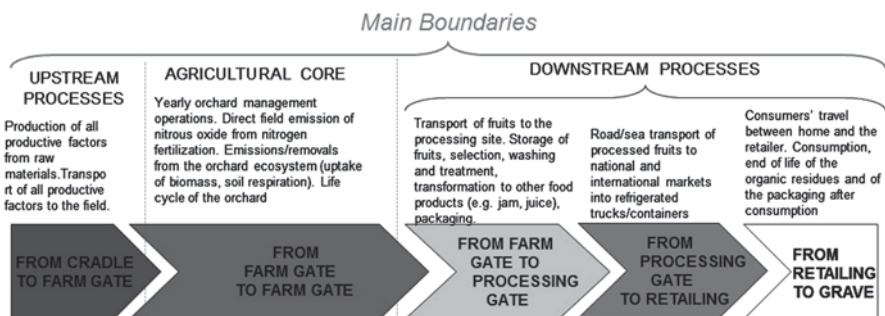 Main Boundaries
UPSTREAM
PROCESSES
Production of all
productive factors
from raw
materials.Transpo
rt of all productive
factors to the field.
AGRICULTURAL CORE
Yearly orchard management
operations. Direct field emission of
nitrous oxide from nitrogen
fertilization. Emissions/removals
from the orchard ecosystem (uptake
of biomass, soil respiration). Life
cycle of the orchard
DOWNSTREAM PROCESSES
Transport of fruits to the
processing site. Storage of
fruits, selection, washing
and treatment,
transformation to other food
products (e.g. jam, juice),
packaging.
Road/sea transport of
processed fruits to
national and
international markets
into refrigerated
trucks/containers
Consumers' travel
between home and the
retailer. Consumption,
end of life of the
organic residues and of
the packaging after
consumption
FROM CRADLE
TO FARM GATE
FROM
FARM GATE
TO FARM GATE
FROM FARM
GATE TO
PROCESSING
GATE
FROM
PROCESSING
GATE
TO RETAILING
FROM
RETAILING
TO GRAVE